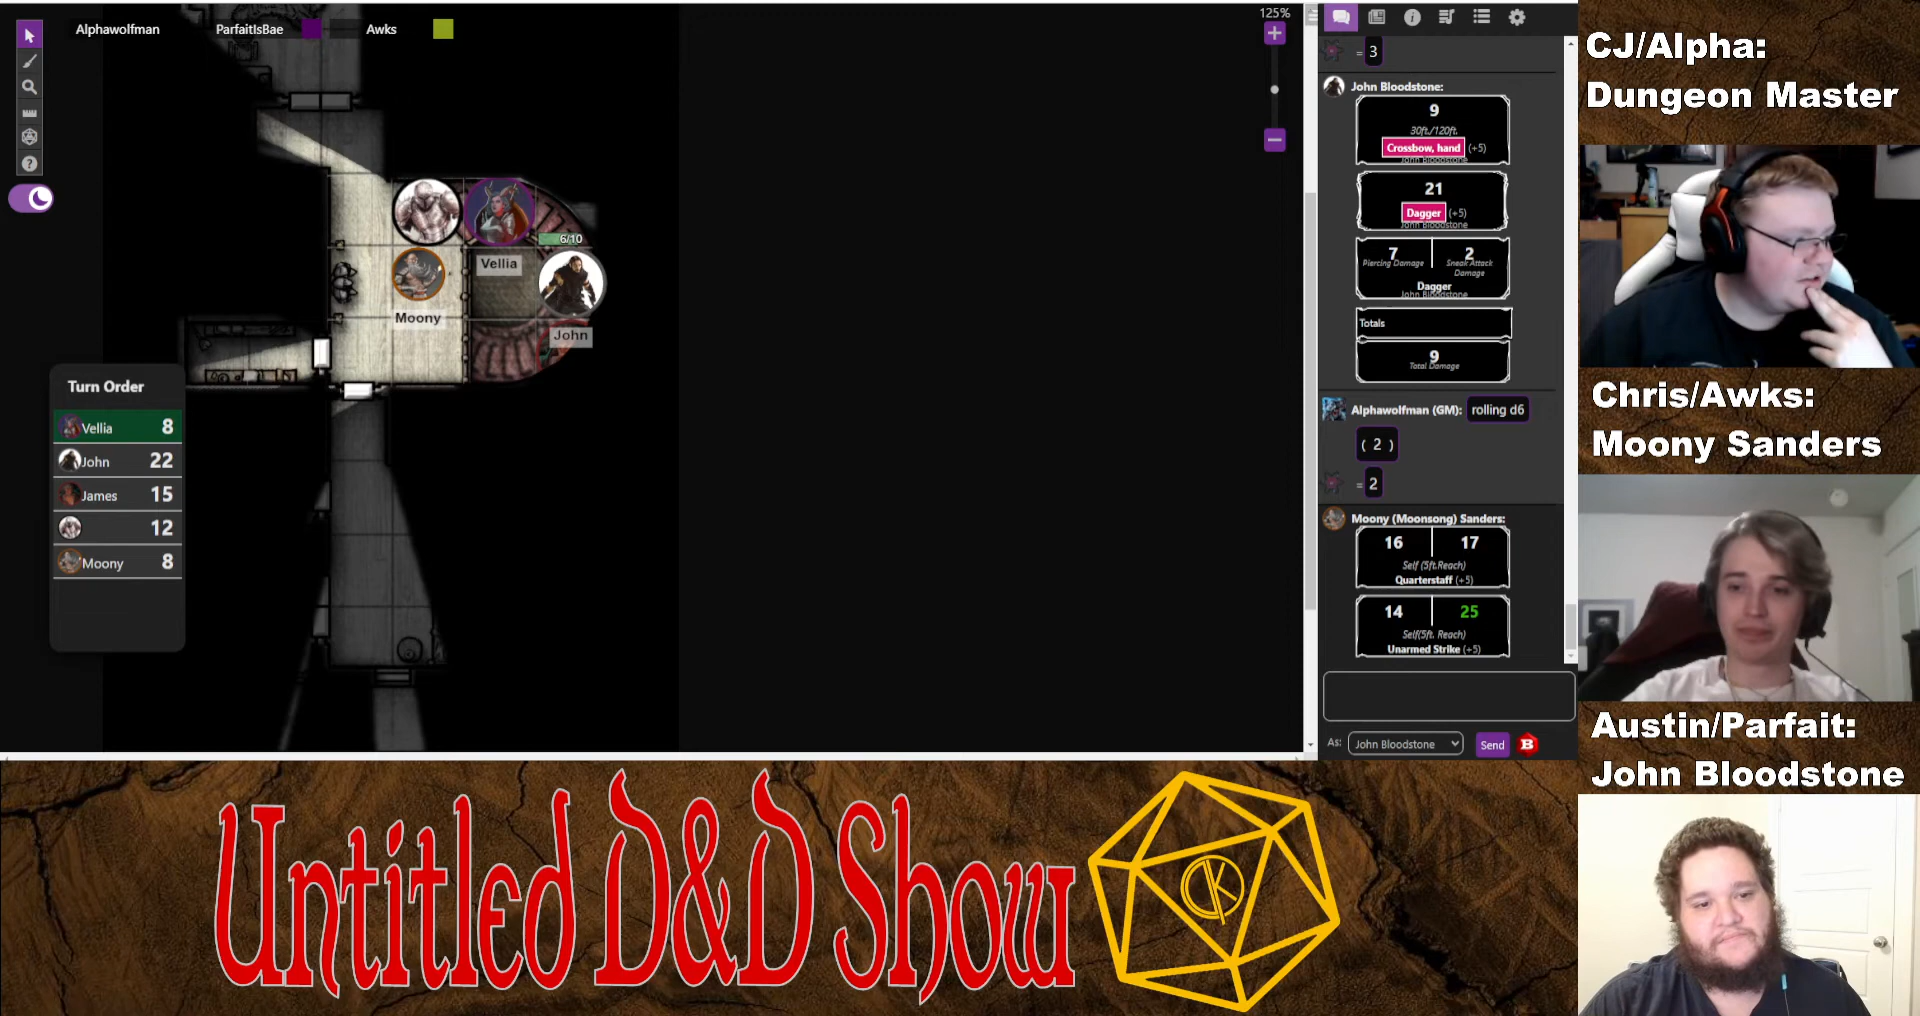 Alphawolfman
ParfaitIsBae
Awks
125%
6/10
Vellia
Moony
John
Turn Order
Vellia 8
John 22
James 15
12
Moony 8
= 3
John Bloodstone:
9
30ft./120ft.
Crossbow, hand (+5)
John Bloodstone
21
Dagger (+5)
John Bloodstone
7 2
Piercing Damage Sneak Attack Damage
Dagger
John Bloodstone
Totals
9
Total Damage
Alphawolfman (GM): rolling d6
( 2 )
= 2
Moony (Moonsong) Sanders:
16 17
Self (5ft.Reach)
Quarterstaff (+5)
14 25
Self(5ft. Reach)
Unarmed Strike (+5)
As: John Bloodstone Send B
CJ/Alpha:
Dungeon Master
Chris/Awks:
Moony Sanders
Austin/Parfait:
John Bloodstone
Untitled D&D Show